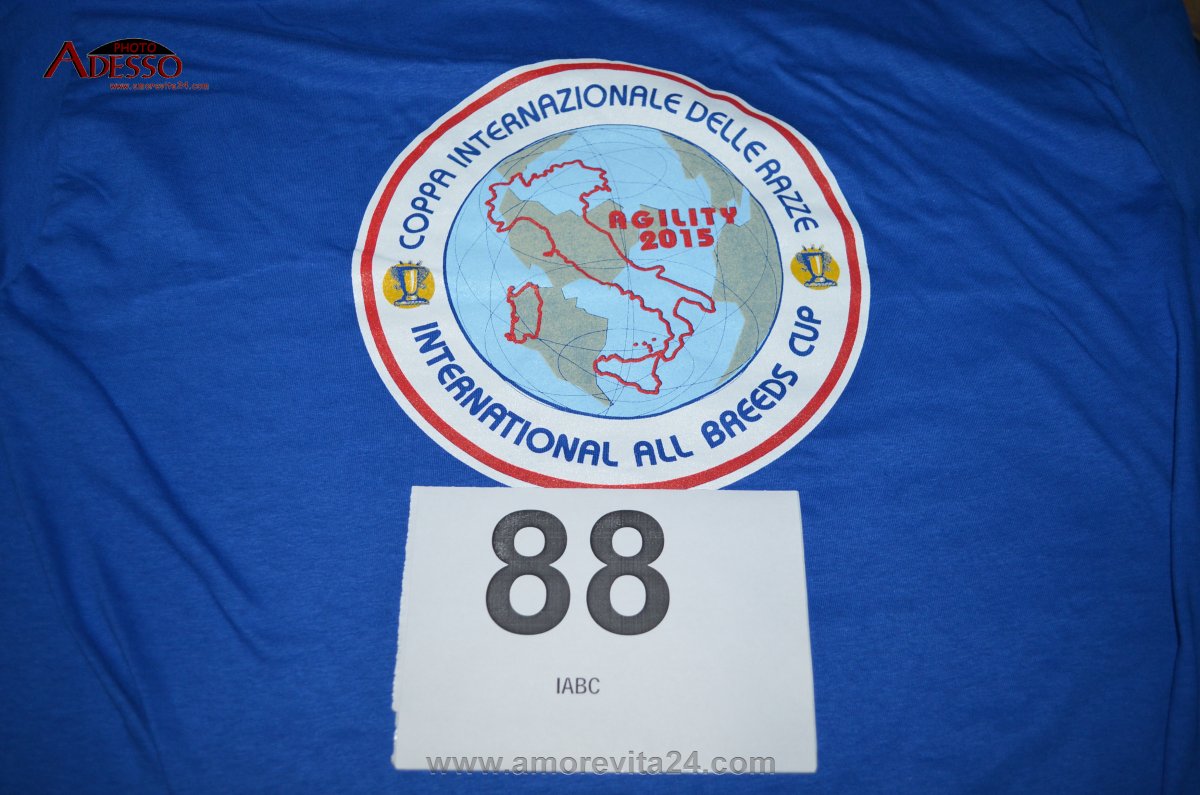 PHOTO
ADESSO
www.amorevita24.com
COPPA INTERNAZIONALE DELLE RAZZE
AGILITY
2015
INTERNATIONAL ALL BREEDS CUP
88
IABC
www.amorevita24.com